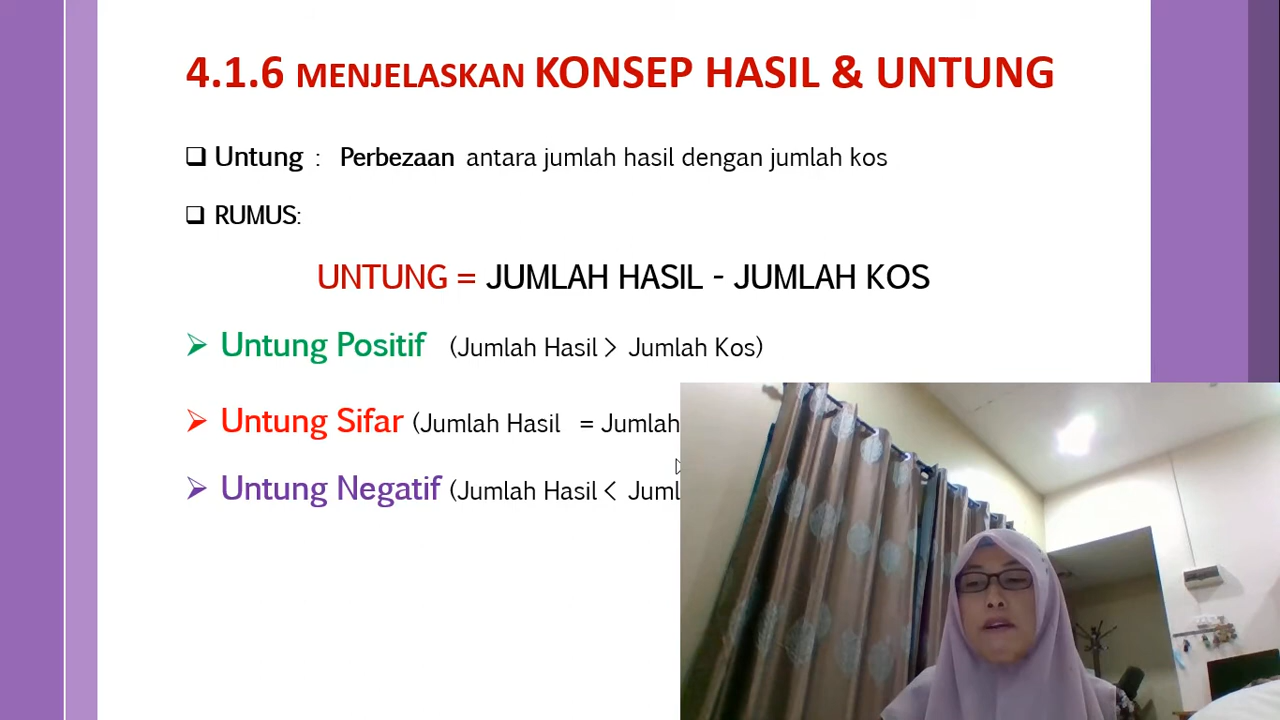 4.1.6 MENJELASKAN KONSEP HASIL & UNTUNG
Untung : Perbezaan antara jumlah hasil dengan jumlah kos
RUMUS:
UNTUNG = JUMLAH HASIL - JUMLAH KOS
Untung Positif (Jumlah Hasil > Jumlah Kos)
Untung Sifar (Jumlah Hasil = Jumlah
Untung Negatif (Jumlah Hasil < Juml